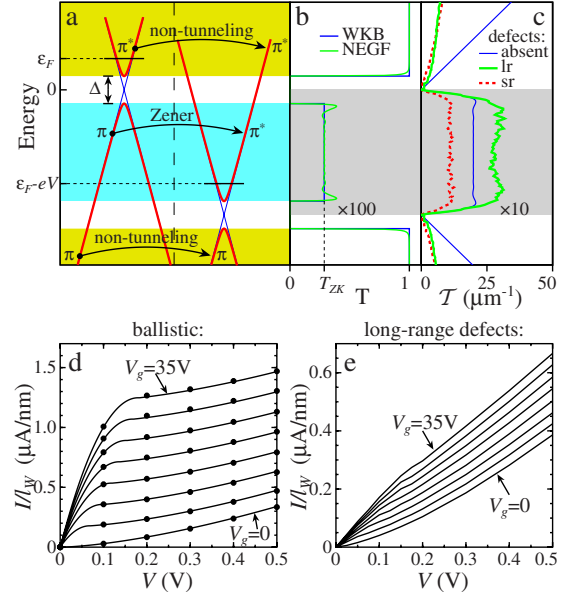 a
b
c
Energy
ε_F
0
ε_F-eV
Δ
π*
non-tunneling
π*
π
Zener
π*
π
non-tunneling
π
WKB
NEGF
×100
0
T_ZK
T
1
defects:
absent
lr
sr
×10
0
25
50
𝒯 (μm⁻¹)
ballistic:
d
I/l_W (μA/nm)
1.5
1.0
0.5
0.0
V_g=35V
V_g=0
0
0.1
0.2
0.3
0.4
0.5
V (V)
long-range defects:
e
I/l_W (μA/nm)
0.6
0.4
0.2
0
V_g=35V
V_g=0
0
0.1
0.2
0.3
0.4
0.5
V (V)